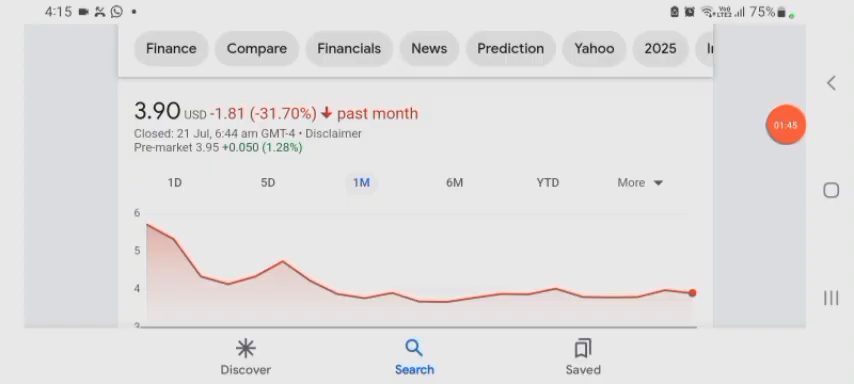 4:15
75%
Finance Compare Financials News Prediction Yahoo 2025
3.90 USD -1.81 (-31.70%) past month
01:45
Closed: 21 Jul, 6:44 am GMT-4 • Disclaimer
Pre-market 3.95 +0.050 (1.28%)
1D 5D 1M 6M YTD More
6
5
4
3
Discover Search Saved